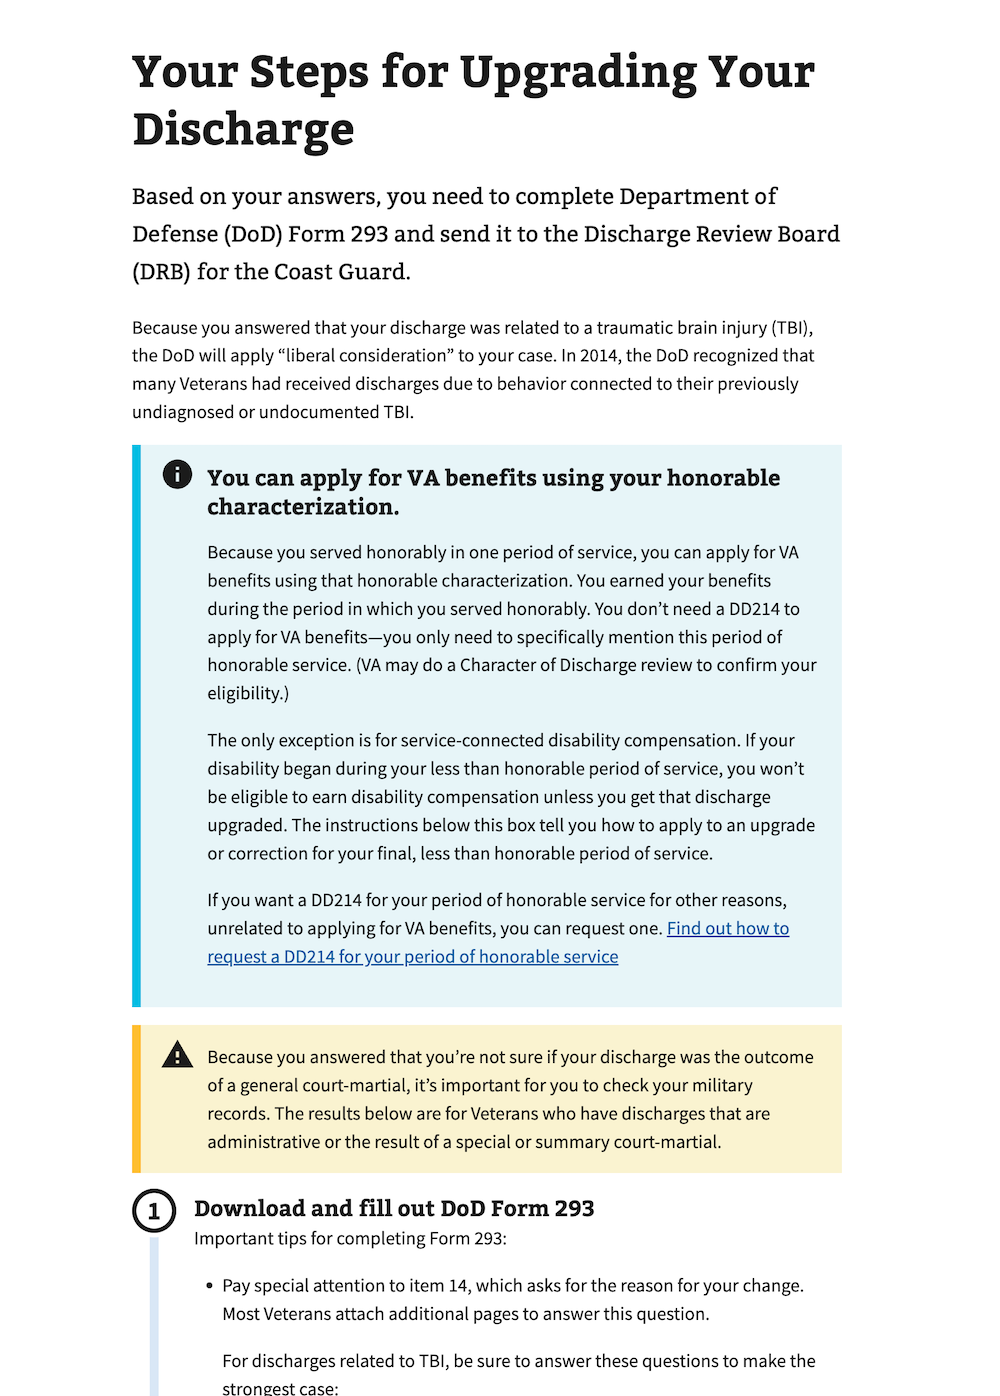 Your Steps for Upgrading Your
Discharge
Based on your answers, you need to complete Department of
Defense (DoD) Form 293 and send it to the Discharge Review Board
(DRB) for the Coast Guard.
Because you answered that your discharge was related to a traumatic brain injury (TBI),
the DoD will apply “liberal consideration” to your case. In 2014, the DoD recognized that
many Veterans had received discharges due to behavior connected to their previously
undiagnosed or undocumented TBI.
You can apply for VA benefits using your honorable
characterization.
Because you served honorably in one period of service, you can apply for VA
benefits using that honorable characterization. You earned your benefits
during the period in which you served honorably. You don’t need a DD214 to
apply for VA benefits—you only need to specifically mention this period of
honorable service. (VA may do a Character of Discharge review to confirm your
eligibility.)
The only exception is for service-connected disability compensation. If your
disability began during your less than honorable period of service, you won’t
be eligible to earn disability compensation unless you get that discharge
upgraded. The instructions below this box tell you how to apply to an upgrade
or correction for your final, less than honorable period of service.
If you want a DD214 for your period of honorable service for other reasons,
unrelated to applying for VA benefits, you can request one. Find out how to
request a DD214 for your period of honorable service
Because you answered that you’re not sure if your discharge was the outcome
of a general court-martial, it’s important for you to check your military
records. The results below are for Veterans who have discharges that are
administrative or the result of a special or summary court-martial.
1 Download and fill out DoD Form 293
Important tips for completing Form 293:
• Pay special attention to item 14, which asks for the reason for your change.
Most Veterans attach additional pages to answer this question.
For discharges related to TBI, be sure to answer these questions to make the
strongest case: